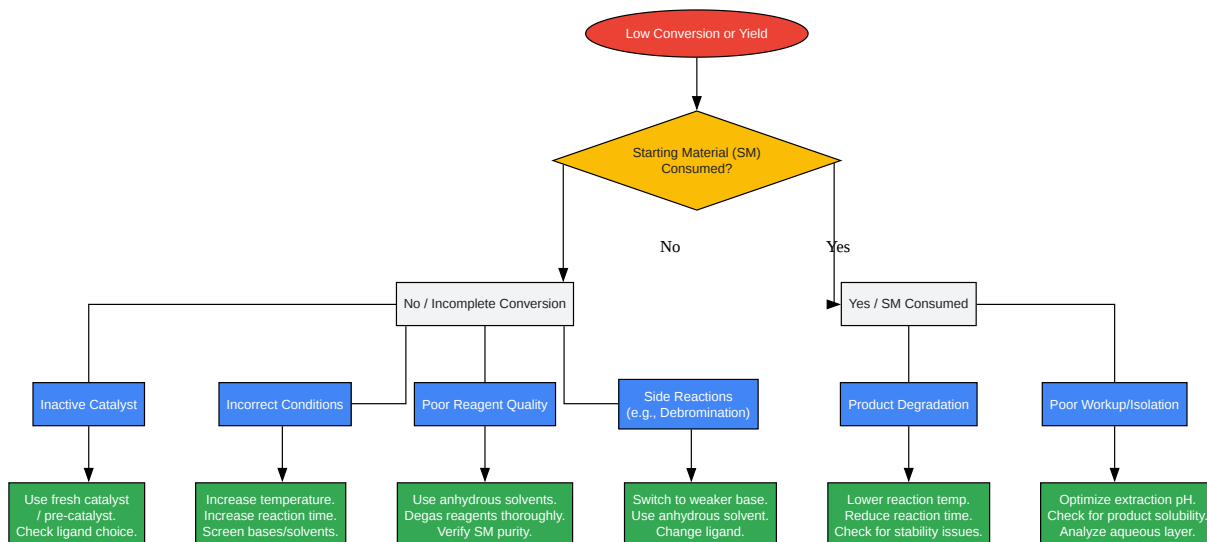 Low Conversion or Yield
Starting Material (SM)
Consumed?
No
Yes
No / Incomplete Conversion
Yes / SM Consumed
Inactive Catalyst
Incorrect Conditions
Poor Reagent Quality
Side Reactions
(e.g., Debromination)
Product Degradation
Poor Workup/Isolation
Use fresh catalyst
/ pre-catalyst.
Check ligand choice.
Increase temperature.
Increase reaction time.
Screen bases/solvents.
Use anhydrous solvents.
Degas reagents thoroughly.
Verify SM purity.
Switch to weaker base.
Use anhydrous solvent.
Change ligand.
Lower reaction temp.
Reduce reaction time.
Check for stability issues.
Optimize extraction pH.
Check for product solubility.
Analyze aqueous layer.